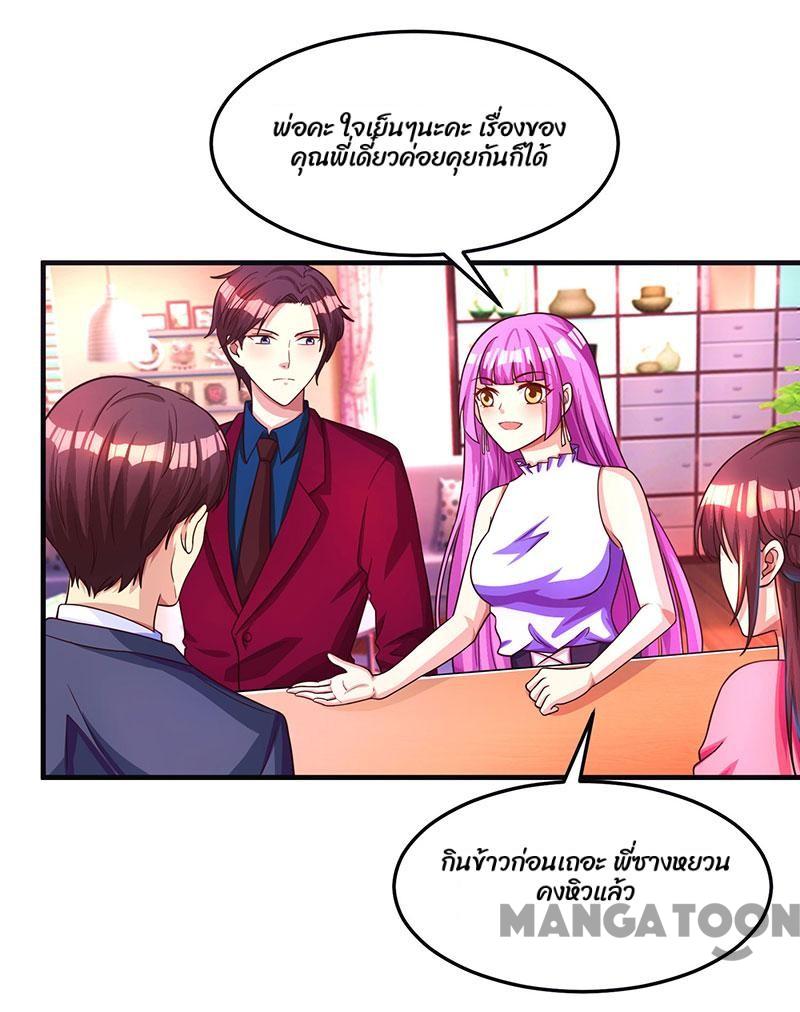 พ่อคะ ใจเย็นๆนะคะ เรื่องของ
คุณพี่เดี๋ยวค่อยคุยกันก็ได้
กินข้าวก่อนเถอะ พี่ซางหยวน
คงหิวแล้ว
MANGATOON